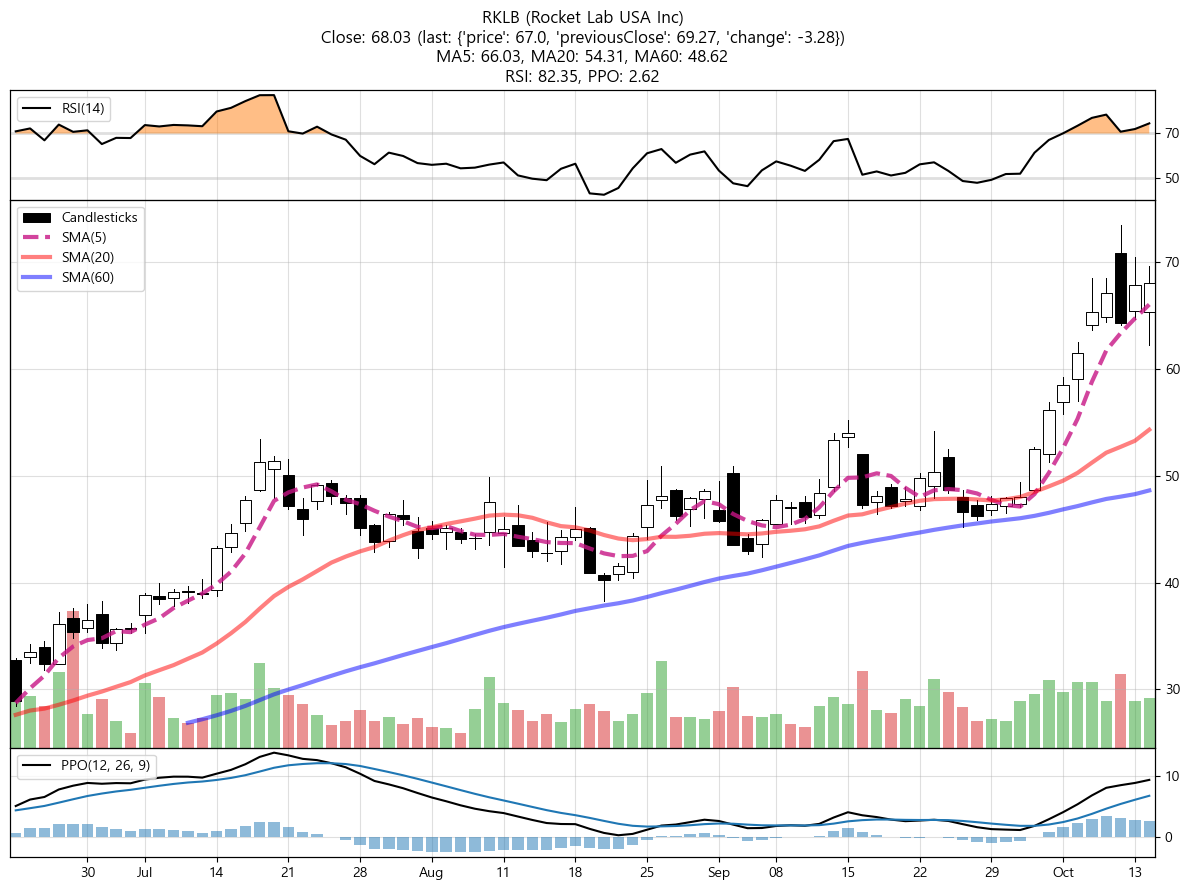 RKLB (Rocket Lab USA Inc)
Close: 68.03 (last: {'price': 67.0, 'previousClose': 69.27, 'change': -3.28})
MA5: 66.03, MA20: 54.31, MA60: 48.62
RSI: 82.35, PPO: 2.62
RSI(14)
70
50
Candlesticks
SMA(5)
SMA(20)
SMA(60)
70
60
50
40
30
PPO(12, 26, 9)
10
0
30 Jul 14 21 28 Aug 11 18 25 Sep 08 15 22 29 Oct 13